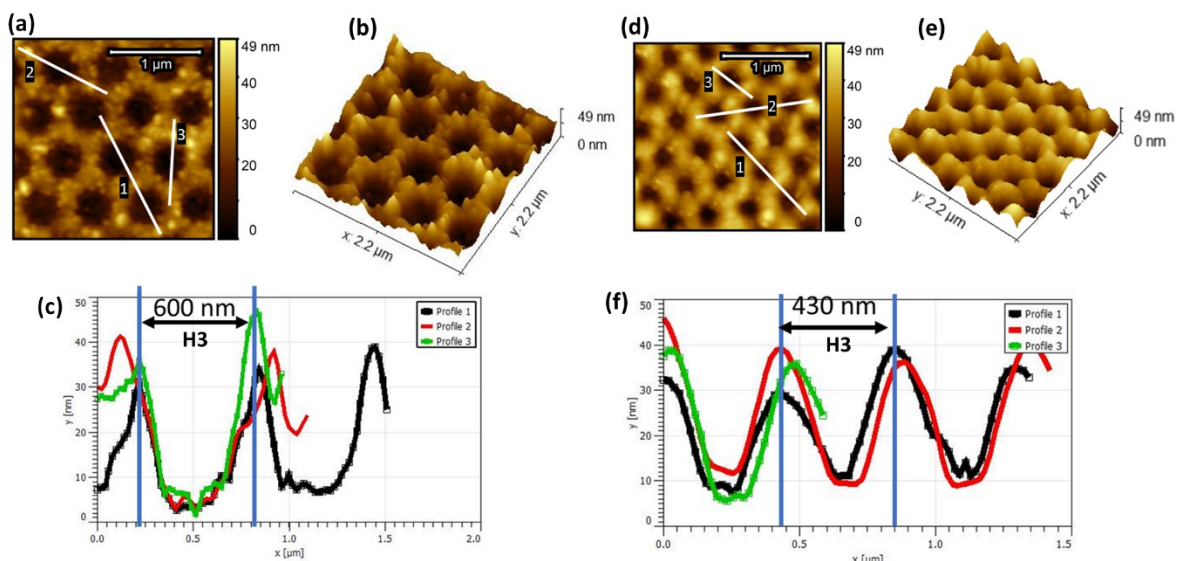 (a)
1 µm
2
3
1
49 nm
40
30
20
0
(b)
49 nm
0 nm
x: 2.2 µm
y: 2.2 µm
(d)
1 µm
3
2
1
49 nm
40
30
20
0
(e)
49 nm
0 nm
y: 2.2 µm
x: 2.2 µm
(c)
600 nm
H3
Profile 1
Profile 2
Profile 3
50
40
30
20
10
0
y [nm]
0.0 0.5 1.0 1.5 2.0
x [µm]
(f)
430 nm
H3
Profile 1
Profile 2
Profile 3
50
40
30
20
10
0
y [nm]
0.0 0.5 1.0 1.5
x [µm]